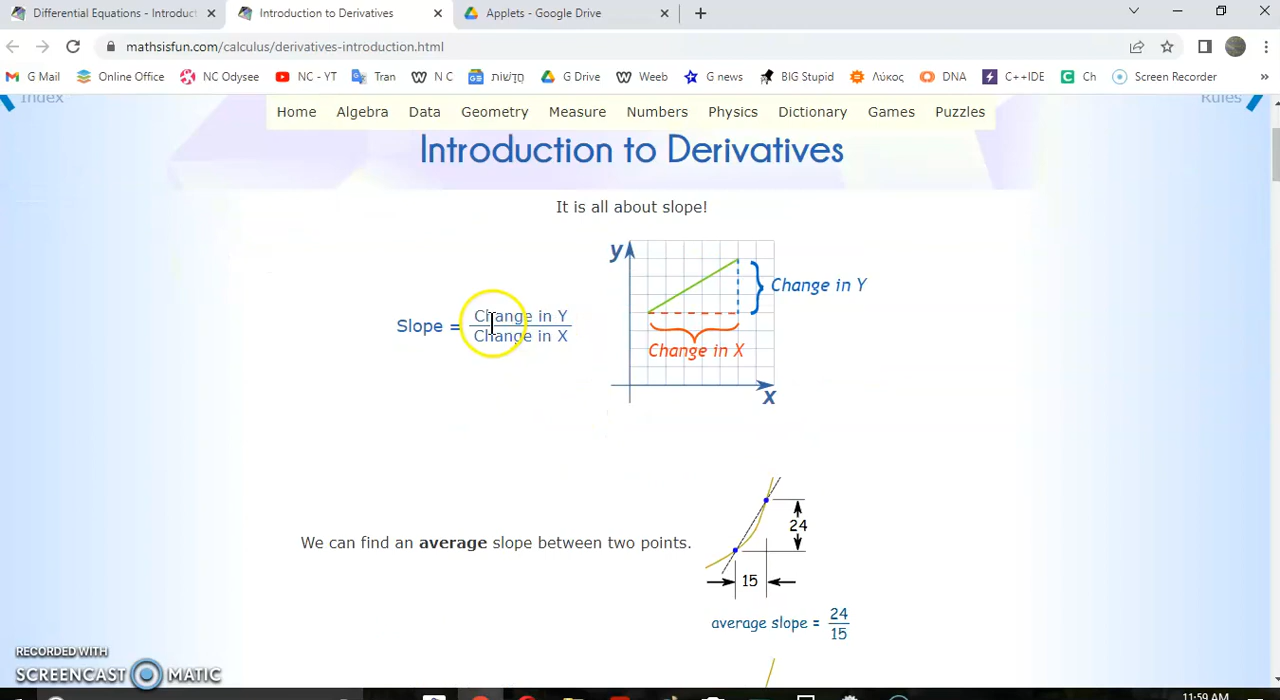 Differential Equations - Introduct
Introduction to Derivatives
Applets - Google Drive
mathsisfun.com/calculus/derivatives-introduction.html
G Mail
Online Office
NC Odysee
NC - YT
Tran
N C
חֲדָשׁוֹת
G Drive
Weeb
G news
BIG Stupid
Λύκος
DNA
C++IDE
Ch
Screen Recorder
»
Index
Home Algebra Data Geometry Measure Numbers Physics Dictionary Games Puzzles
Rules
Introduction to Derivatives
It is all about slope!
Slope = Change in Y
Change in X
y
Change in Y
Change in X
x
We can find an average slope between two points.
24
15
average slope = 24
15
RECORDED WITH
SCREENCAST MATIC
11:59 AM